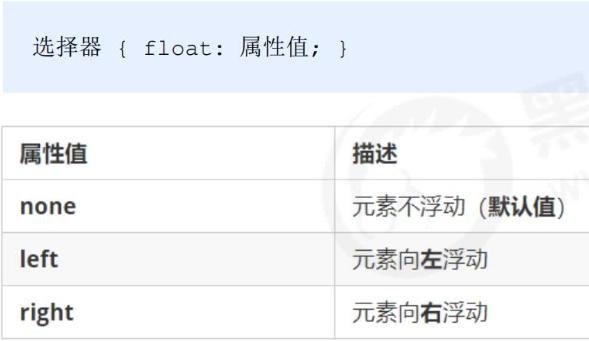 选择器 { float: 属性值; }
属性值 描述
none 元素不浮动（默认值）
left 元素向左浮动
right 元素向右浮动
黑